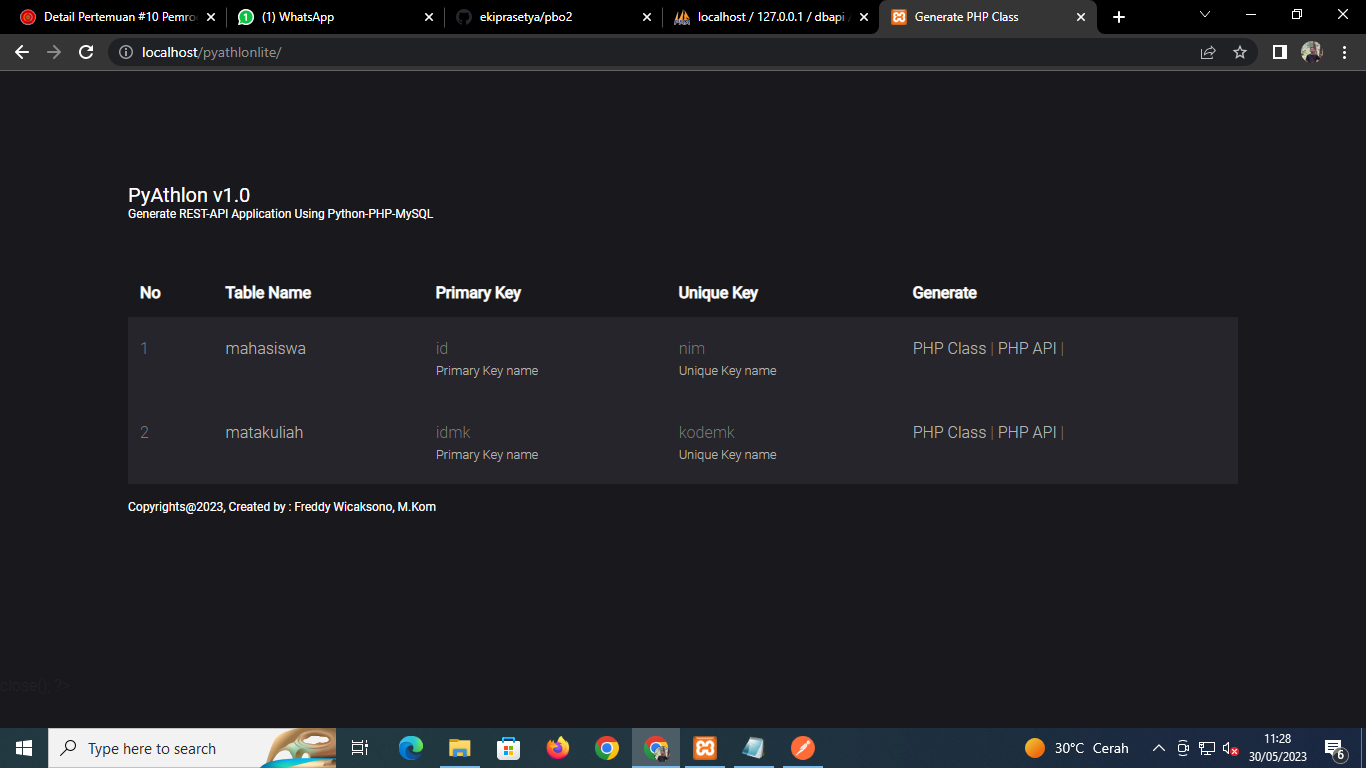 Detail Pertemuan #10 Pemro
(1) WhatsApp
ekiprasetya/pbo2
localhost / 127.0.0.1 / dbapi
Generate PHP Class
localhost/pyathlonlite/
PyAthlon v1.0
Generate REST-API Application Using Python-PHP-MySQL
No Table Name Primary Key Unique Key Generate
1 mahasiswa id nim PHP Class | PHP API |
Primary Key name Unique Key name
2 matakuliah idmk kodemk PHP Class | PHP API |
Primary Key name Unique Key name
Copyrights@2023, Created by : Freddy Wicaksono, M.Kom
close(); ?>
Type here to search
30°C Cerah
11:28
30/05/2023
6